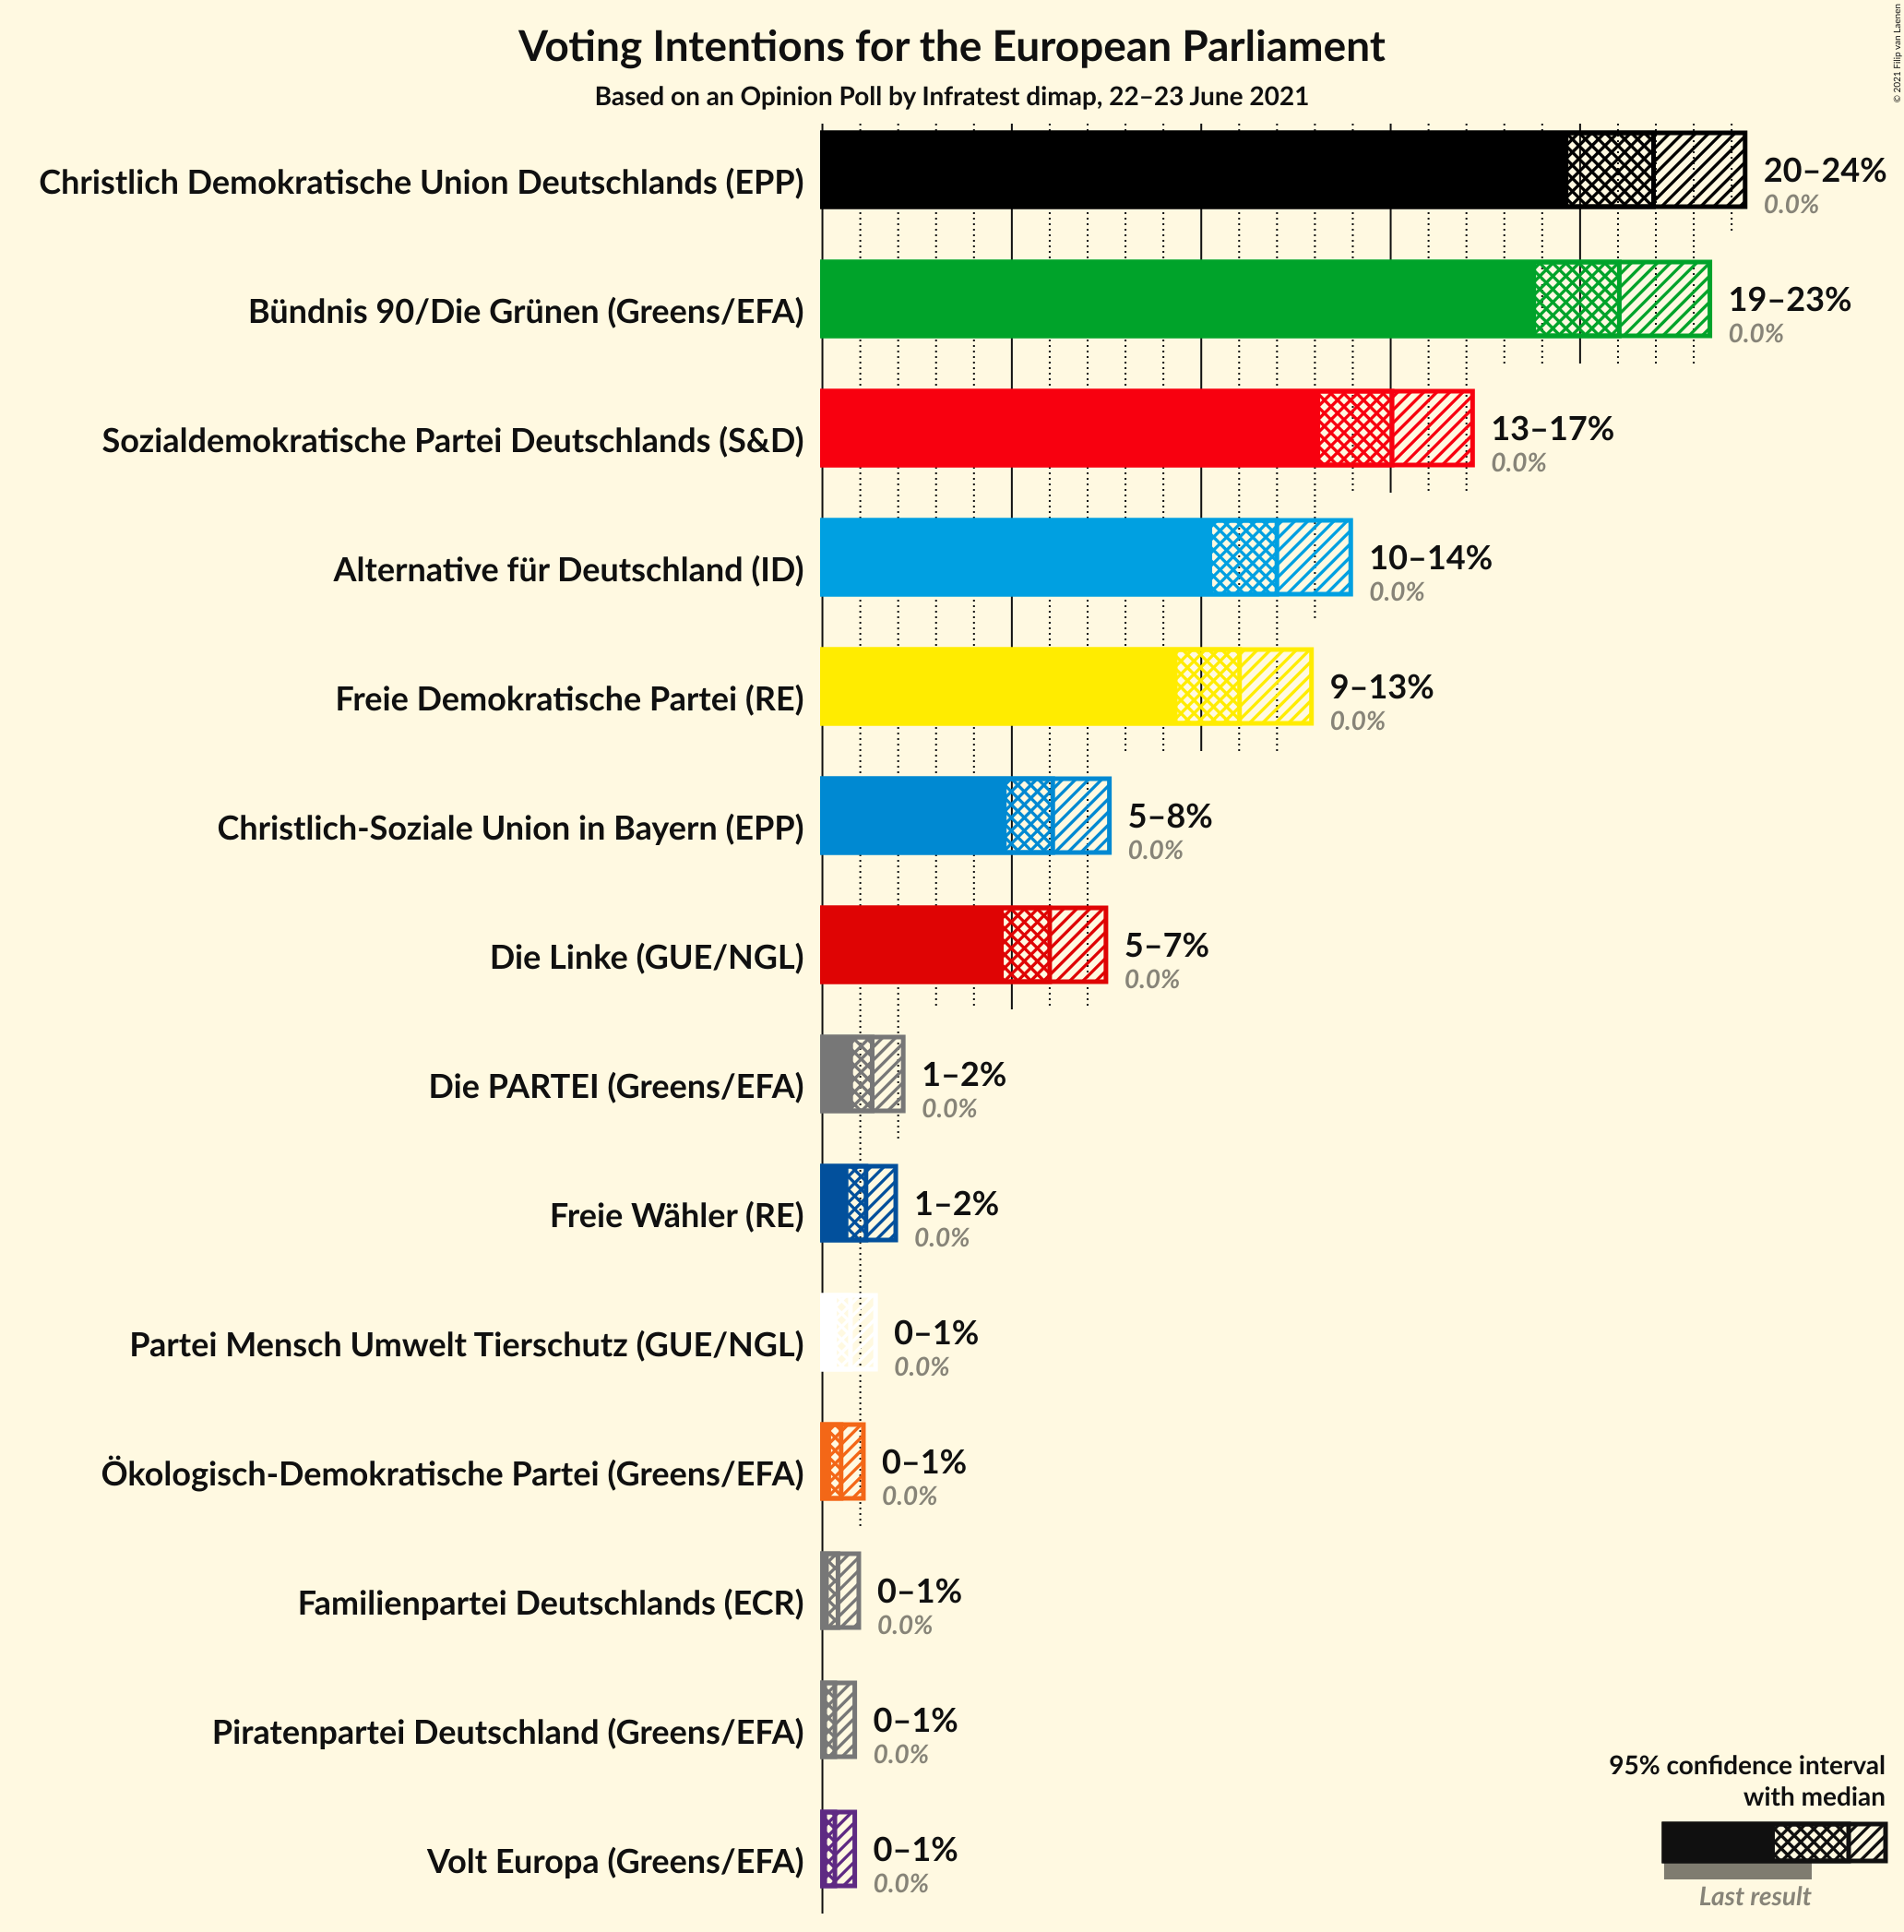 © 2021 Filip van Laenen
Voting Intentions for the European Parliament
Based on an Opinion Poll by Infratest dimap, 22–23 June 2021
Christlich Demokratische Union Deutschlands (EPP)
20–24%
0.0%
Bündnis 90/Die Grünen (Greens/EFA)
19–23%
0.0%
Sozialdemokratische Partei Deutschlands (S&D)
13–17%
0.0%
Alternative für Deutschland (ID)
10–14%
0.0%
Freie Demokratische Partei (RE)
9–13%
0.0%
Christlich-Soziale Union in Bayern (EPP)
5–8%
0.0%
Die Linke (GUE/NGL)
5–7%
0.0%
Die PARTEI (Greens/EFA)
1–2%
0.0%
Freie Wähler (RE)
1–2%
0.0%
Partei Mensch Umwelt Tierschutz (GUE/NGL)
0–1%
0.0%
Ökologisch-Demokratische Partei (Greens/EFA)
0–1%
0.0%
Familienpartei Deutschlands (ECR)
0–1%
0.0%
Piratenpartei Deutschland (Greens/EFA)
0–1%
0.0%
Volt Europa (Greens/EFA)
0–1%
0.0%
95% confidence interval
with median
Last result